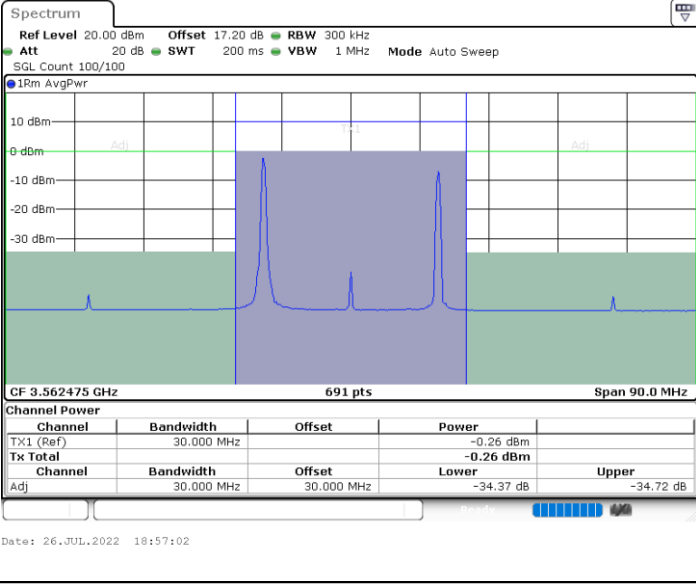 Spectrum
Ref Level 20.00 dBm Offset 17.20 dB RBW 300 kHz
Att 20 dB SWT 200 ms VBW 1 MHz Mode Auto Sweep
SGL Count 100/100
1Rm AvgPwr
10 dBm
Tx1
Adj Adj
0 dBm
-10 dBm
-20 dBm
-30 dBm
CF 3.562475 GHz 691 pts Span 90.0 MHz
Channel Power
Channel Bandwidth Offset Power
TX1 (Ref) 30.000 MHz -0.26 dBm
Tx Total -0.26 dBm
Channel Bandwidth Offset Lower Upper
Adj 30.000 MHz 30.000 MHz -34.37 dB -34.72 dB
Ready
Date: 26.JUL.2022 18:57:02